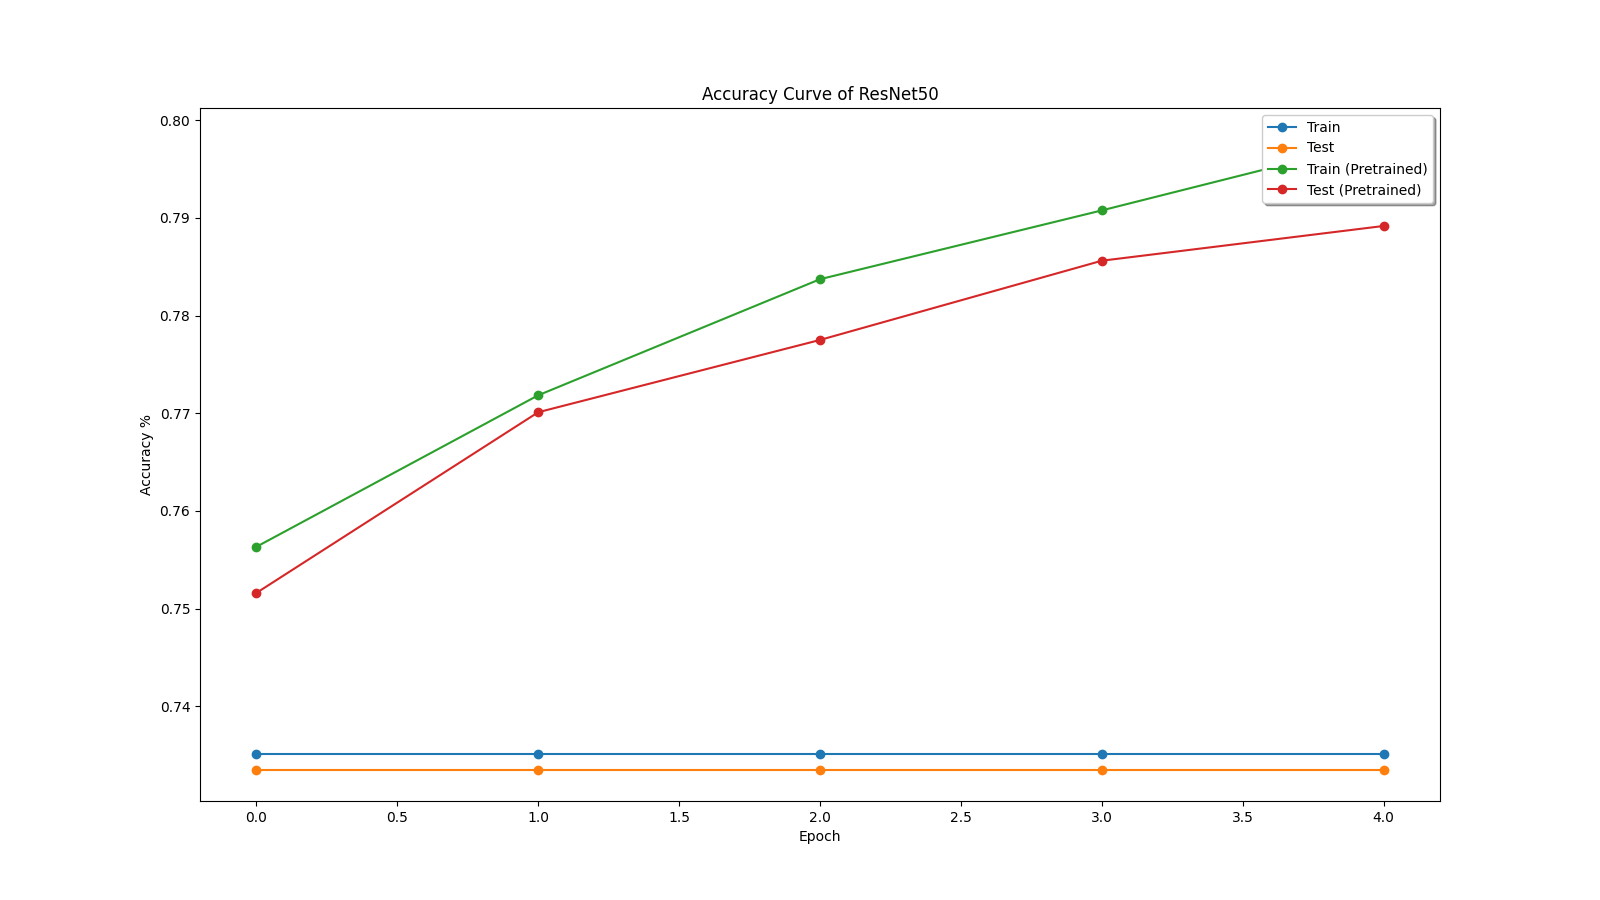 Accuracy Curve of ResNet50
0.80
0.79
0.78
0.77
0.76
0.75
0.74
Accuracy %
Train
Test
Train (Pretrained)
Test (Pretrained)
0.0 0.5 1.0 1.5 2.0 2.5 3.0 3.5 4.0
Epoch